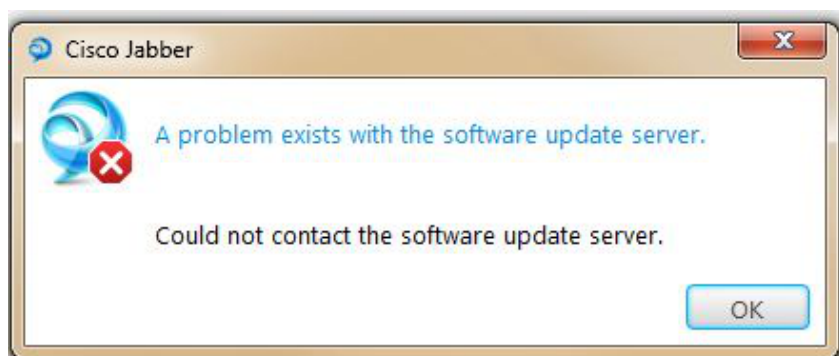 Cisco Jabber
A problem exists with the software update server.
Could not contact the software update server.
OK